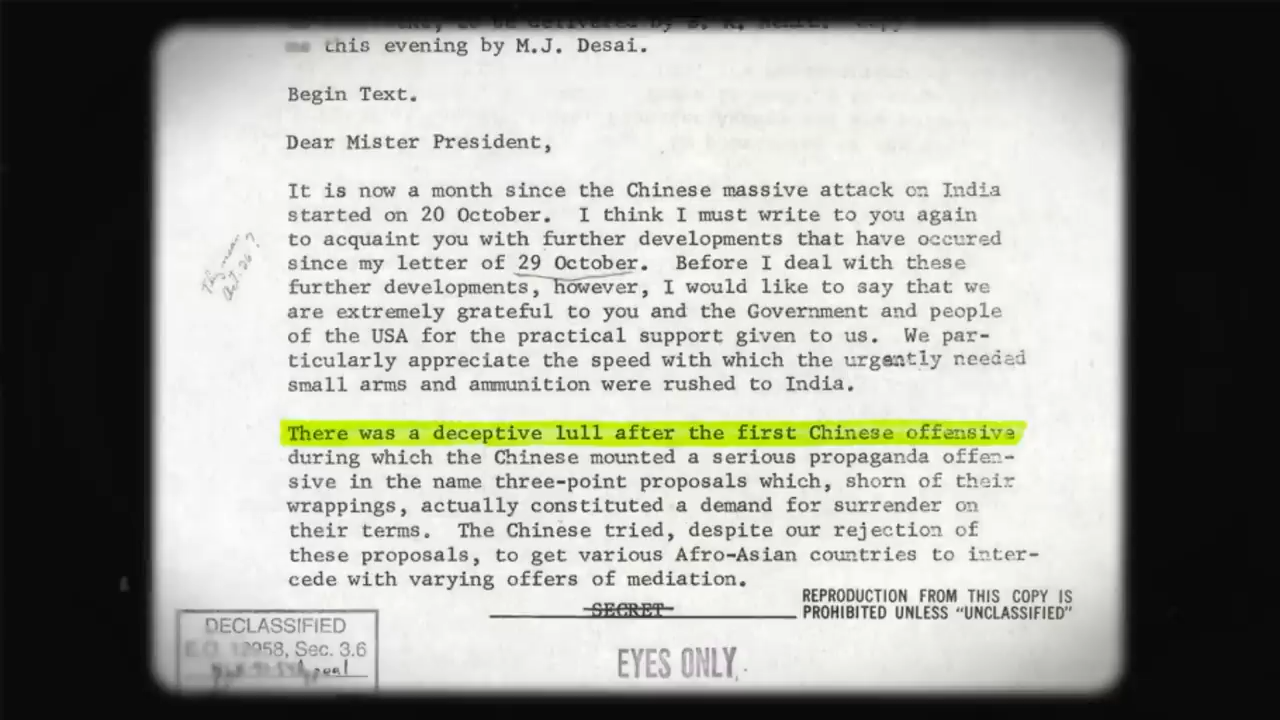 this evening by M.J. Desai.
Begin Text.
Dear Mister President,
It is now a month since the Chinese massive attack on India
started on 20 October. I think I must write to you again
to acquaint you with further developments that have occured
since my letter of 29 October. Before I deal with these
further developments, however, I would like to say that we
are extremely grateful to you and the Government and people
of the USA for the practical support given to us. We par-
ticularly appreciate the speed with which the urgently needed
small arms and ammunition were rushed to India.
There was a deceptive lull after the first Chinese offensive
during which the Chinese mounted a serious propaganda offen-
sive in the name three-point proposals which, shorn of their
wrappings, actually constituted a demand for surrender on
their terms. The Chinese tried, despite our rejection of
these proposals, to get various Afro-Asian countries to inter-
cede with varying offers of mediation.
SECRET
REPRODUCTION FROM THIS COPY IS
PROHIBITED UNLESS "UNCLASSIFIED"
DECLASSIFIED
E.O. 12958, Sec. 3.6
EYES ONLY